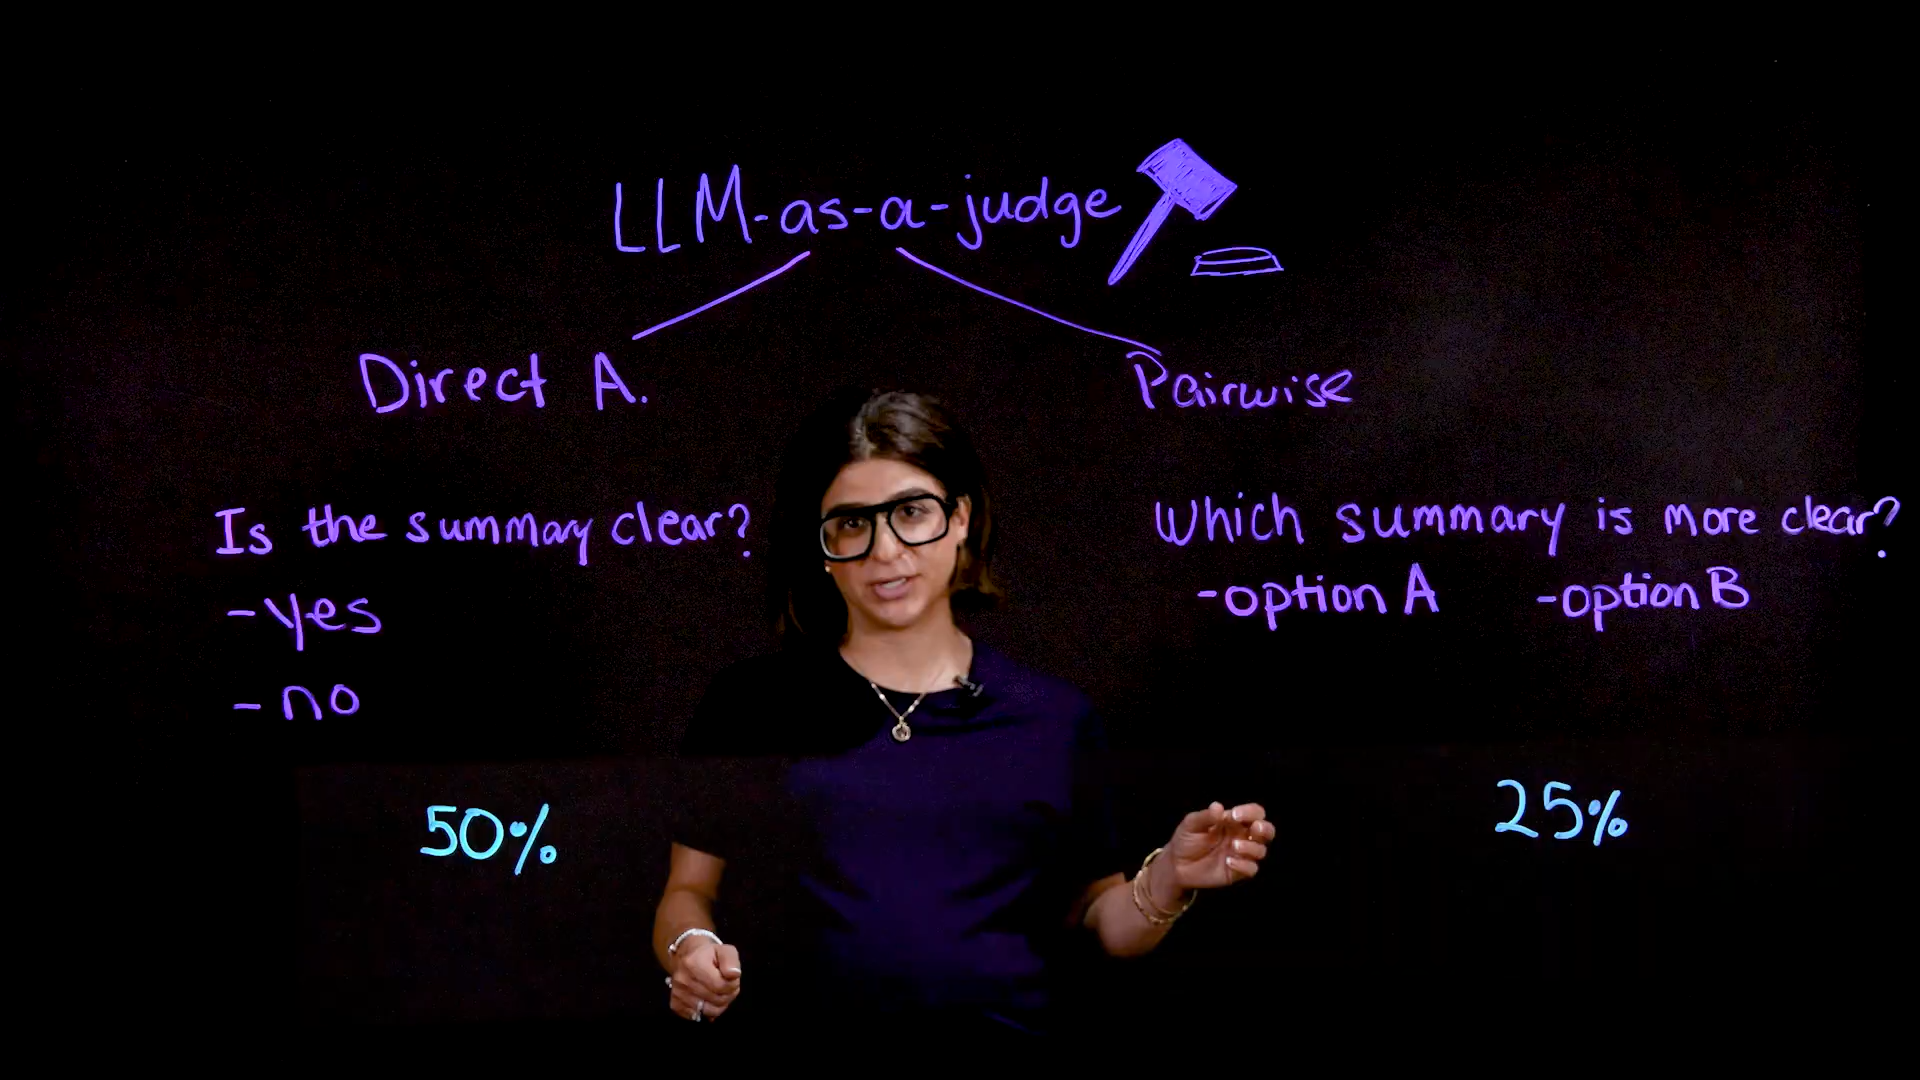 LLM-as-a-judge
Direct A.
Pairwise
Is the summary clear?
-yes
-no
Which summary is more clear?
-option A -option B
50%
25%